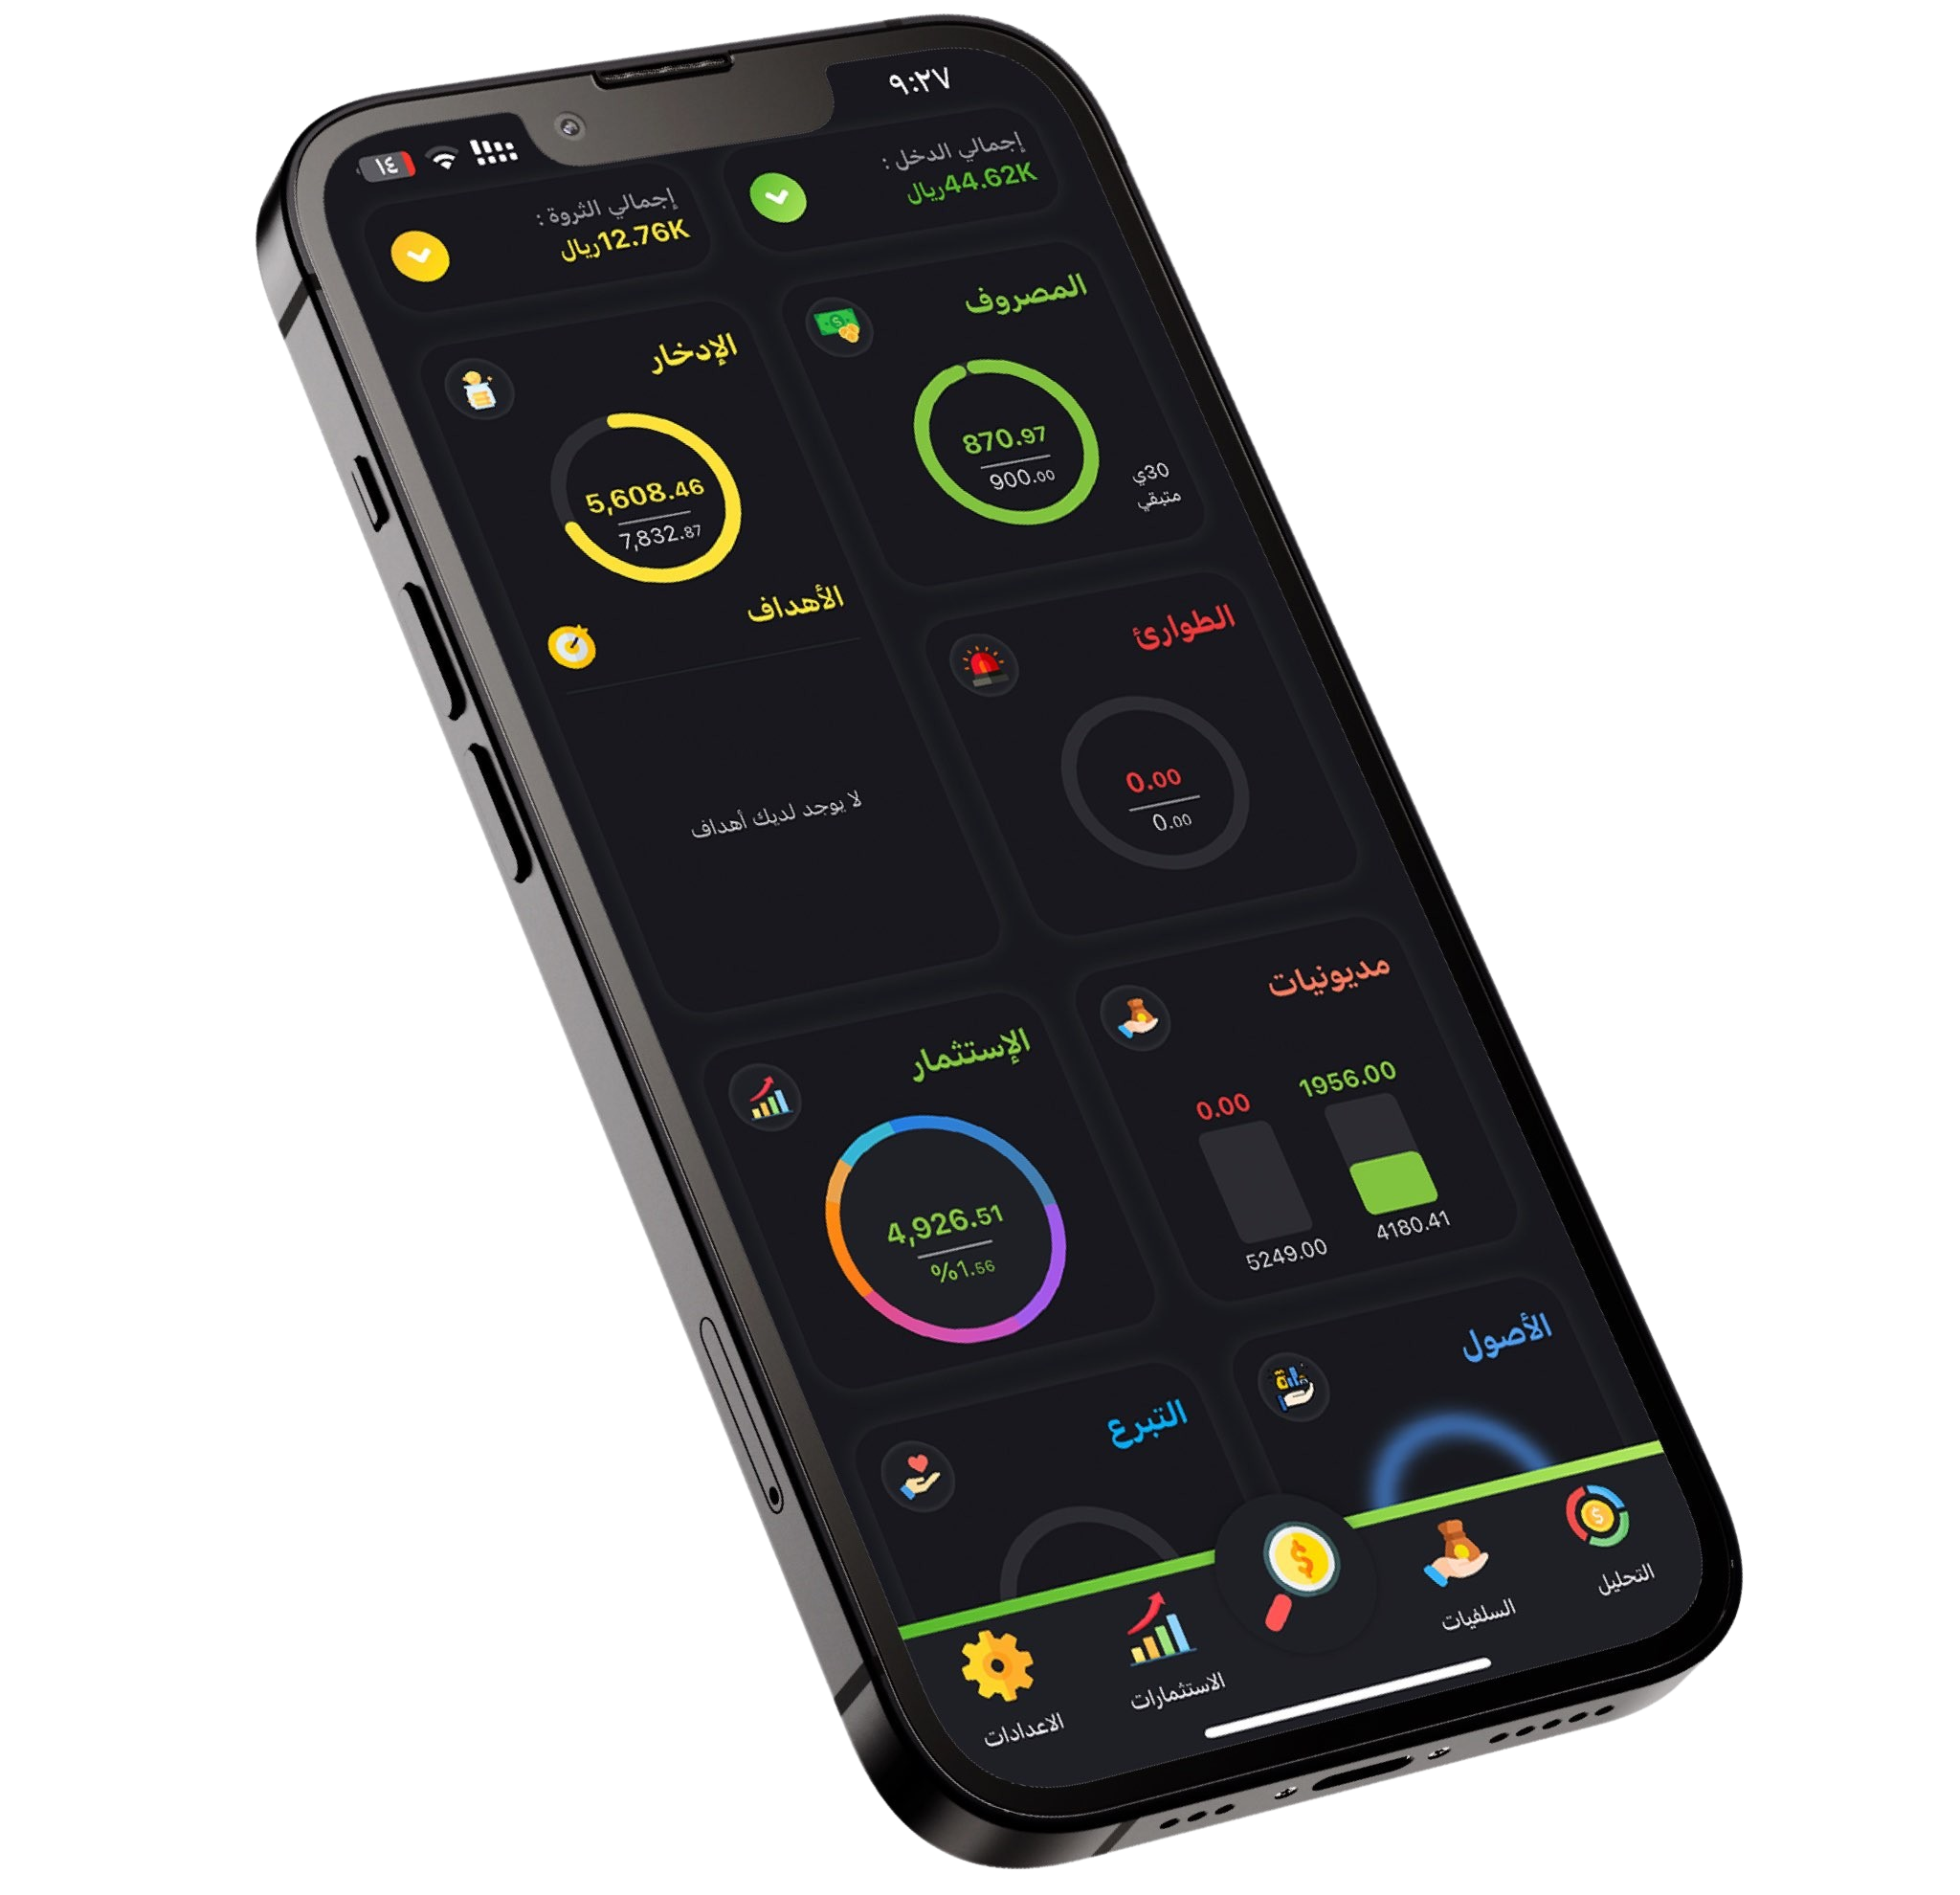 ٩:٢٧
١٤
إجمالي الدخل :
44.62Kريال
إجمالي الثروة :
12.76Kريال
المصروف
870.97
900.00
30ي
متبقي
الإدخار
5,608.46
7,832.87
الأهداف
لا يوجد لديك أهداف
الطوارئ
0.00
0.00
مديونيات
1956.00
0.00
4180.41
5249.00
الإستثمار
4,926.51
%1.56
الأصول
التبرع
التحليل
السلفيات
الاستثمارات
الاعدادات